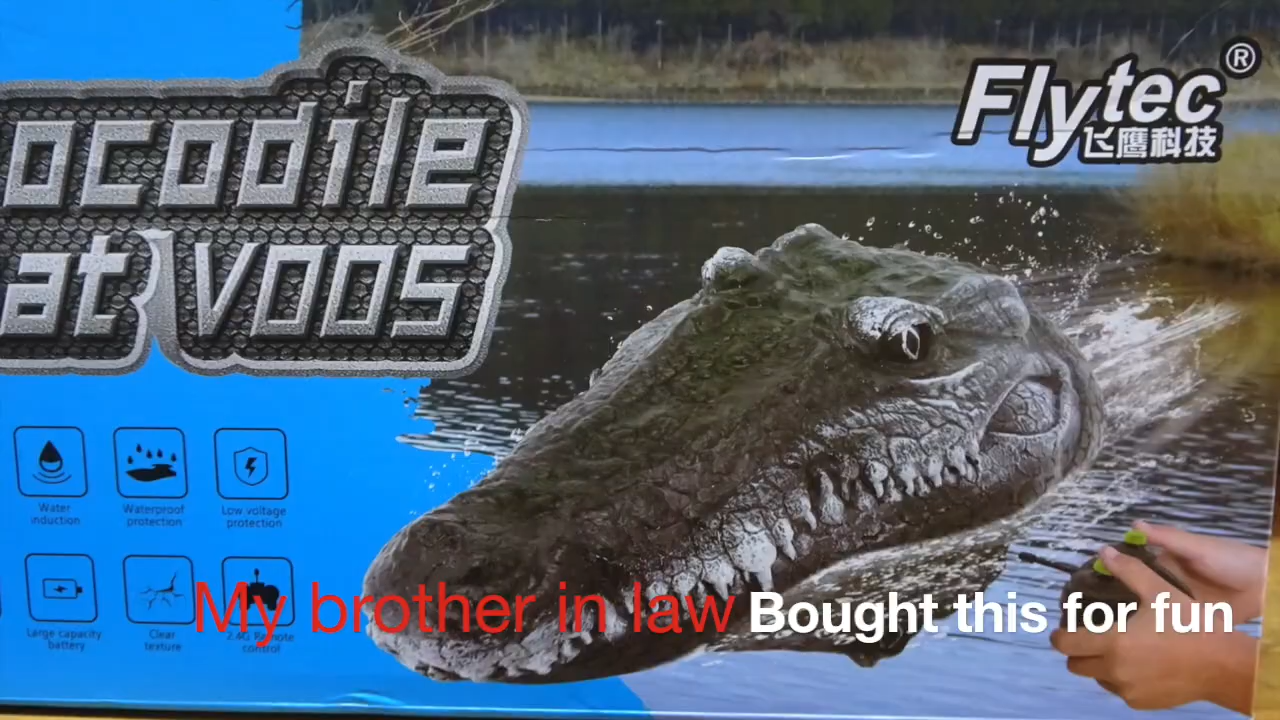 ocodile
at V005
Flytec®
飞鹰科技
Water
induction
Waterproof
protection
Low voltage
protection
Large capacity
battery
Clear
texture
2.4G Remote
control
My brother in law Bought this for fun